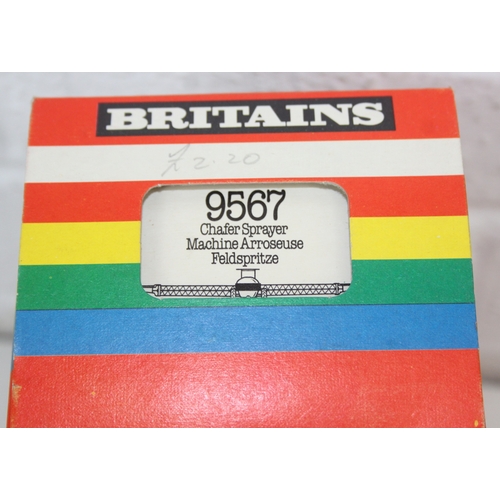 BRITAINS
£2.20
9567
Chafer Sprayer
Machine Arroseuse
Feldspritze